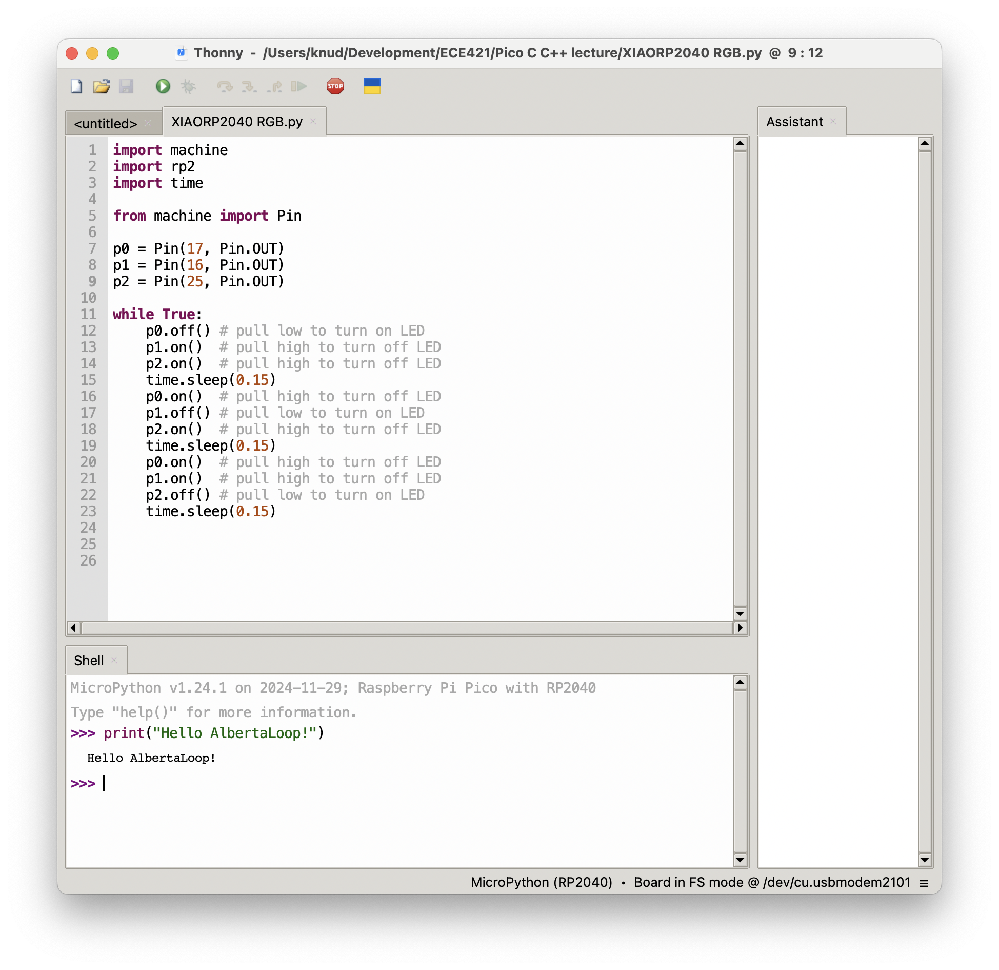 Thonny - /Users/knud/Development/ECE421/Pico C C++ lecture/XIAORP2040 RGB.py @ 9 : 12
STOP
<untitled>
XIAORP2040 RGB.py
Assistant
1 import machine
2 import rp2
3 import time
4
5 from machine import Pin
6
7 p0 = Pin(17, Pin.OUT)
8 p1 = Pin(16, Pin.OUT)
9 p2 = Pin(25, Pin.OUT)
10
11 while True:
12     p0.off() # pull low to turn on LED
13     p1.on()  # pull high to turn off LED
14     p2.on()  # pull high to turn off LED
15     time.sleep(0.15)
16     p0.on()  # pull high to turn off LED
17     p1.off() # pull low to turn on LED
18     p2.on()  # pull high to turn off LED
19     time.sleep(0.15)
20     p0.on()  # pull high to turn off LED
21     p1.on()  # pull high to turn off LED
22     p2.off() # pull low to turn on LED
23     time.sleep(0.15)
24
25
26
Shell
MicroPython v1.24.1 on 2024-11-29; Raspberry Pi Pico with RP2040
Type "help()" for more information.
>>> print("Hello AlbertaLoop!")
Hello AlbertaLoop!
>>>
MicroPython (RP2040) • Board in FS mode @ /dev/cu.usbmodem2101 ≡